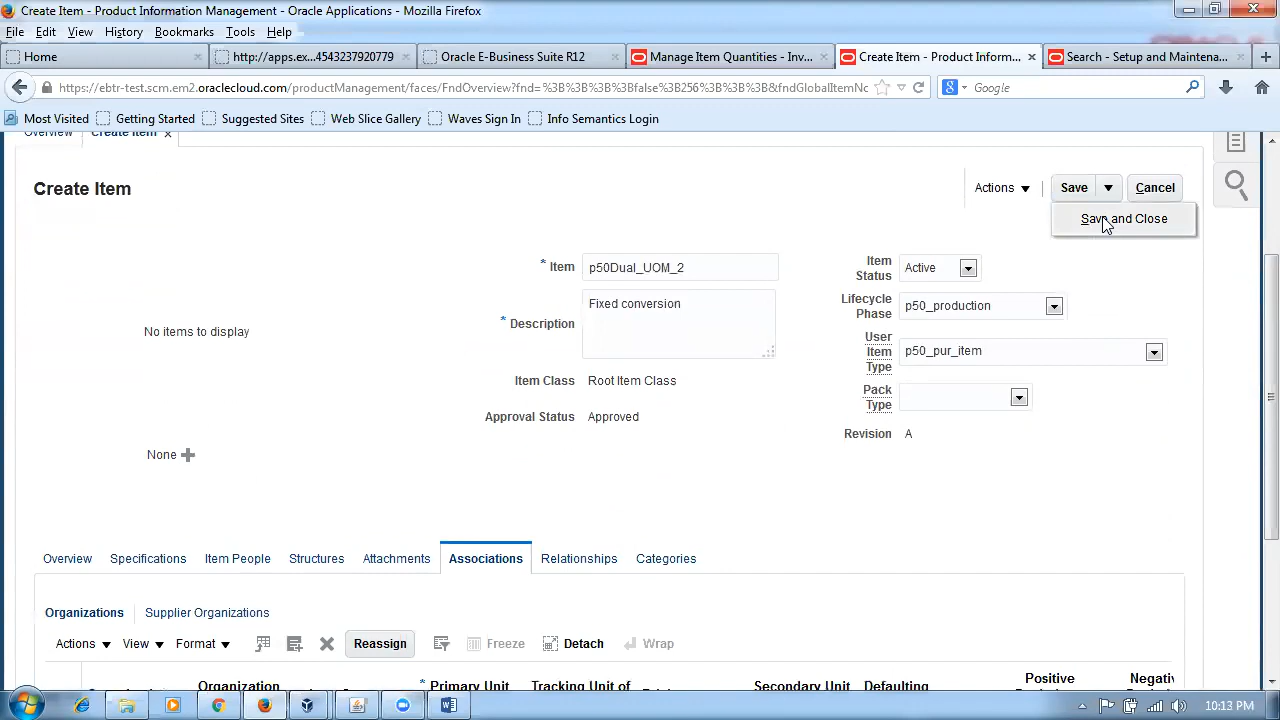 Create Item - Product Information Management - Oracle Applications - Mozilla Firefox
File Edit View History Bookmarks Tools Help
Home
http://apps.ex...4543237920779
Oracle E-Business Suite R12
Manage Item Quantities - Inv...
Create Item - Product Inform...
Search - Setup and Maintena...
https://ebtr-test.scm.em2.oraclecloud.com/productManagement/faces/FndOverview?fnd=%3B%3B%3B%3Bfalse%3B256%3B%3B%3B&fndGlobalItemNc
Google
Most Visited Getting Started Suggested Sites Web Slice Gallery Waves Sign In Info Semantics Login
Overview Create Item x
Create Item
Actions Save Cancel
Save and Close
* Item p50Dual_UOM_2
* Description Fixed conversion
Item Class Root Item Class
Approval Status Approved
No items to display
None
Item Status Active
Lifecycle Phase p50_production
User Item Type p50_pur_item
Pack Type
Revision A
Overview Specifications Item People Structures Attachments Associations Relationships Categories
Organizations Supplier Organizations
Actions View Format Reassign Freeze Detach Wrap
Organization * Primary Unit Tracking Unit of Secondary Unit Defaulting Positive Negativ
10:13 PM